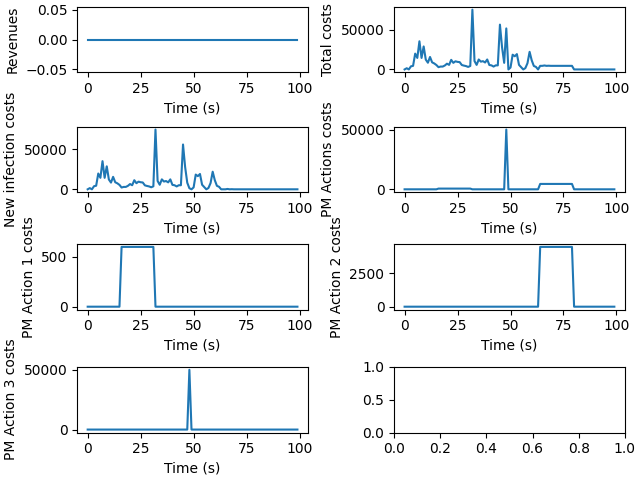 Revenues
0.05
0.00
−0.05
0 25 50 75 100
Time (s)
Total costs
50000
0
0 25 50 75 100
Time (s)
New infection costs
50000
0
0 25 50 75 100
Time (s)
PM Actions costs
50000
0
0 25 50 75 100
Time (s)
PM Action 1 costs
500
0
0 25 50 75 100
Time (s)
PM Action 2 costs
2500
0
0 25 50 75 100
Time (s)
PM Action 3 costs
50000
0
0 25 50 75 100
Time (s)
1.0
0.5
0.0
0.0 0.2 0.4 0.6 0.8 1.0